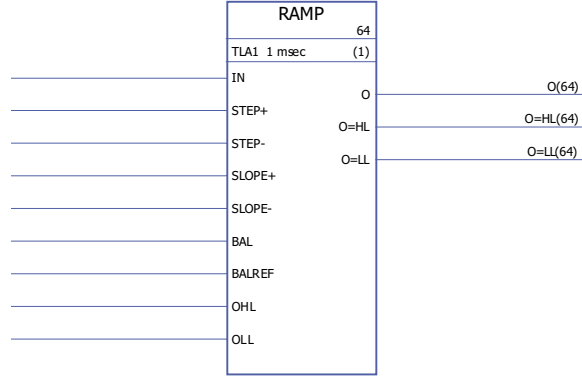 RAMP
64
TLA1 1 msec (1)
IN
O O(64)
STEP+
O=HL O=HL(64)
STEP-
O=LL O=LL(64)
SLOPE+
SLOPE-
BAL
BALREF
OHL
OLL